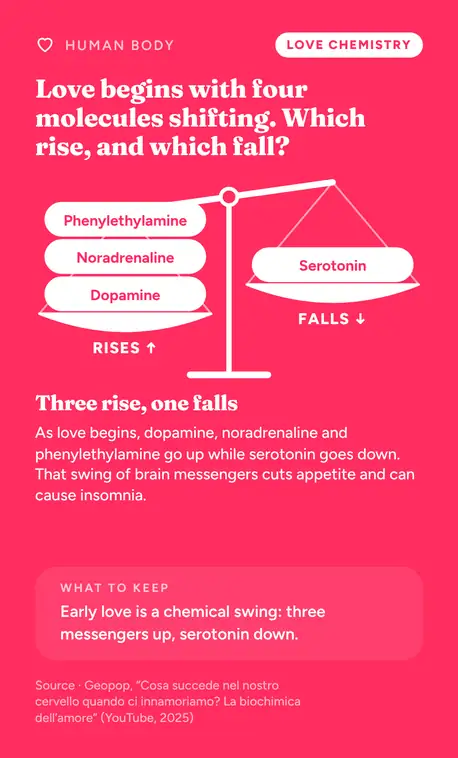 HUMAN BODY
LOVE CHEMISTRY
Love begins with four
molecules shifting. Which
rise, and which fall?
Phenylethylamine
Noradrenaline
Dopamine
RISES ↑
Serotonin
FALLS ↓
Three rise, one falls
As love begins, dopamine, noradrenaline and
phenylethylamine go up while serotonin goes down.
That swing of brain messengers cuts appetite and can
cause insomnia.
WHAT TO KEEP
Early love is a chemical swing: three
messengers up, serotonin down.
Source · Geopop, “Cosa succede nel nostro
cervello quando ci innamoriamo? La biochimica
dell’amore” (YouTube, 2025)